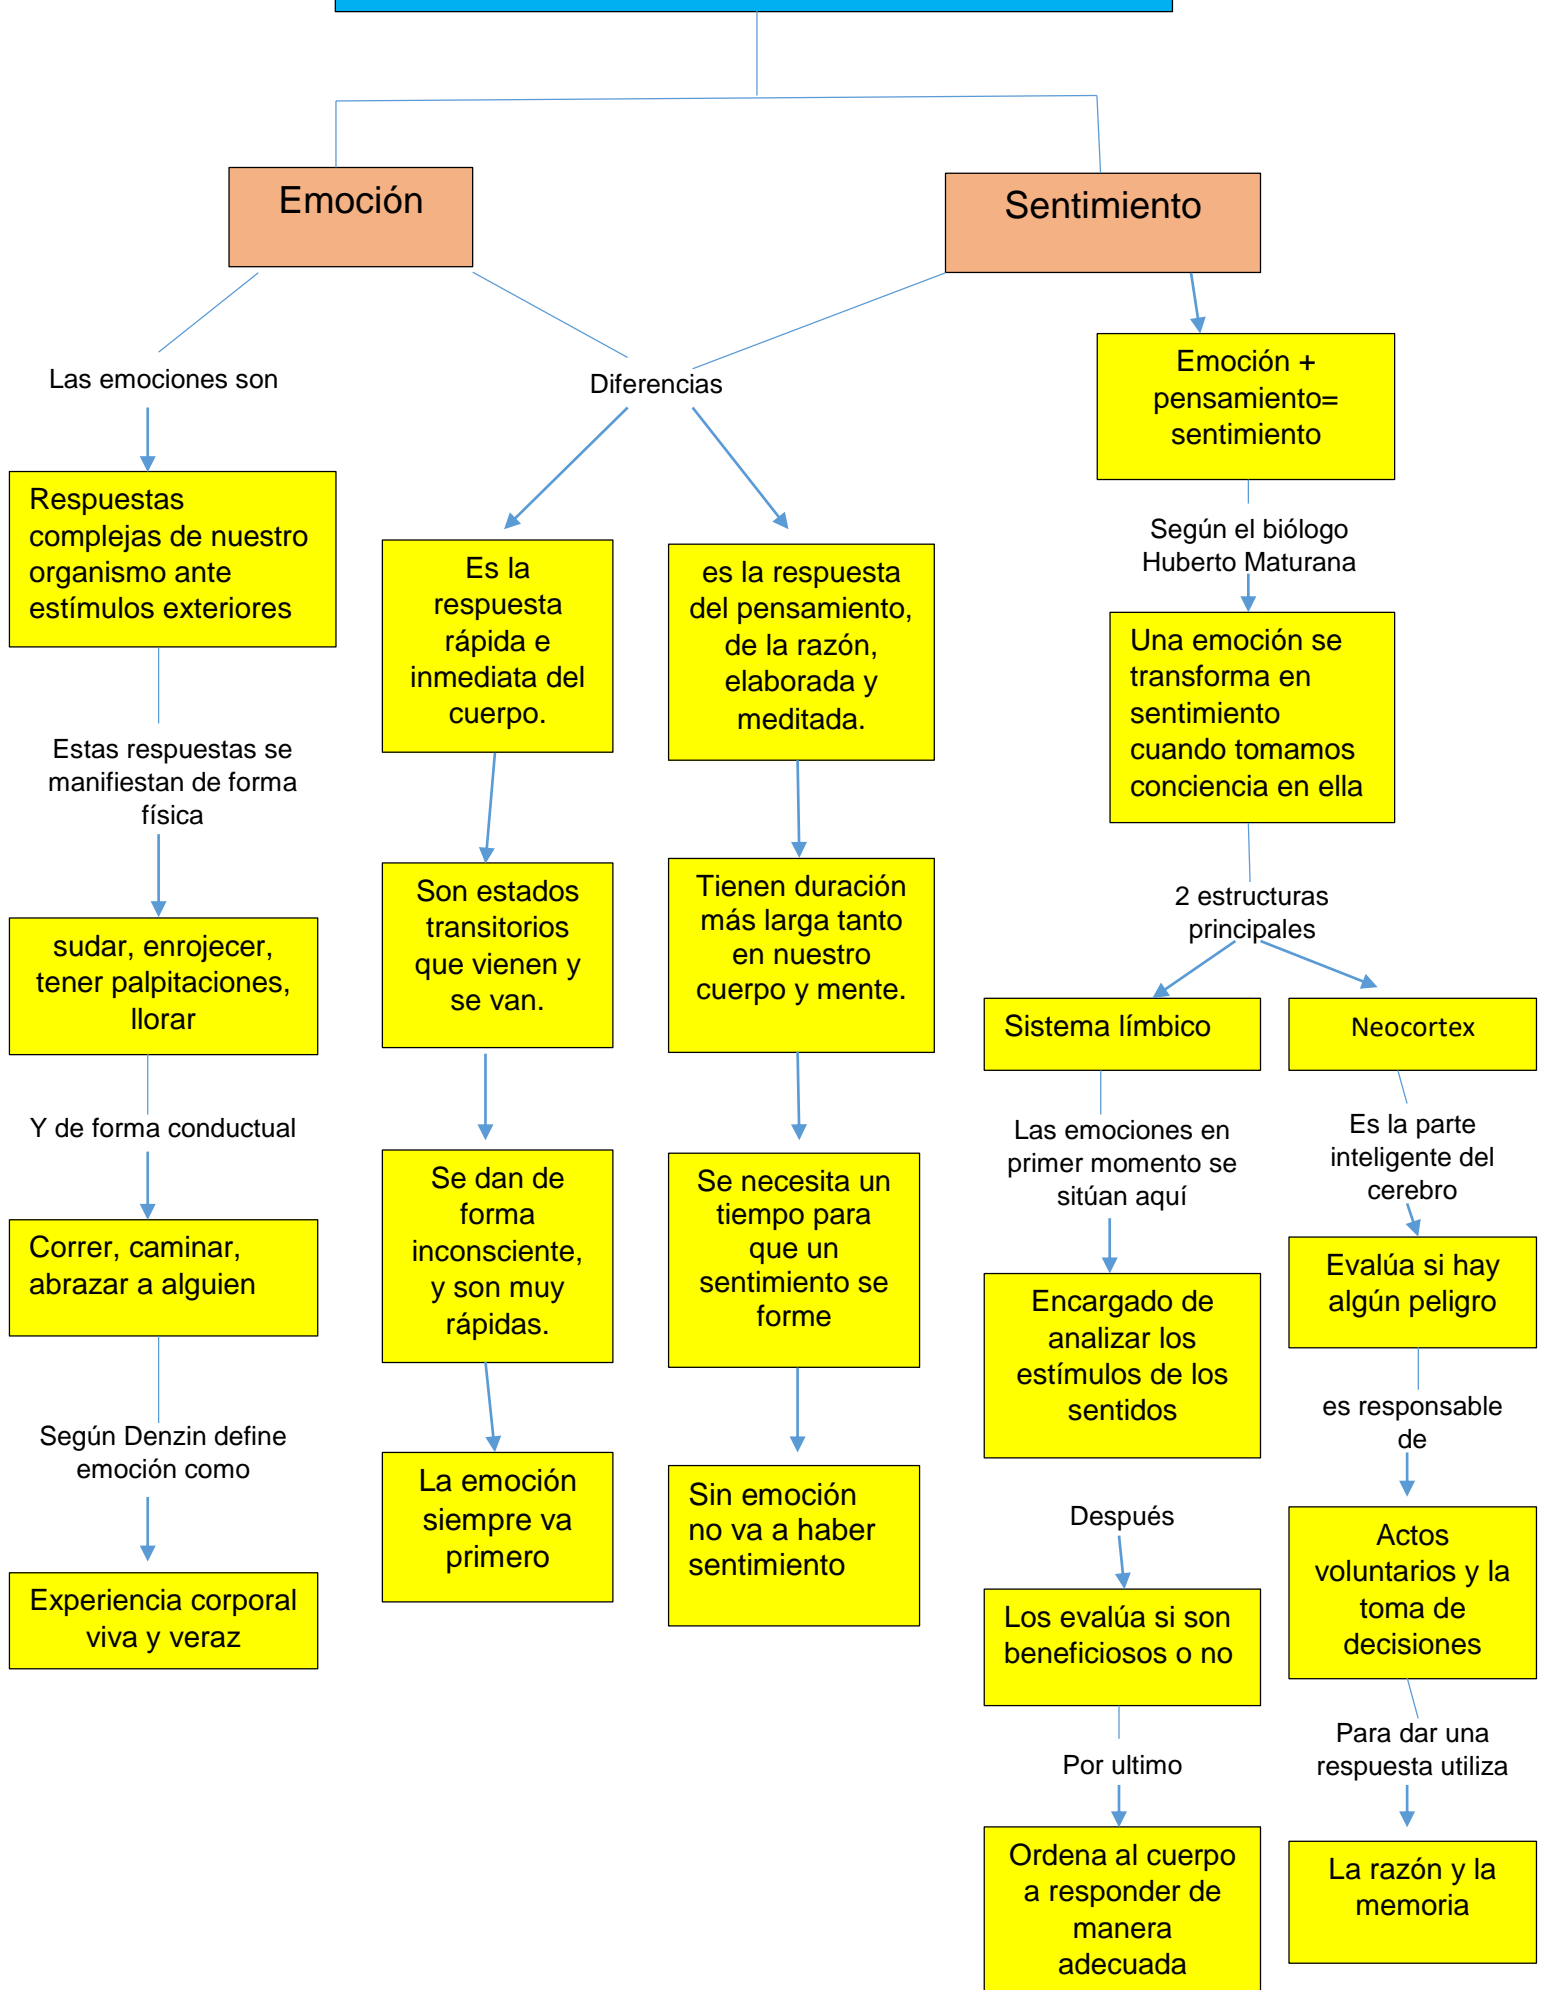 Emoción
Sentimiento
Las emociones son
Respuestas
complejas de nuestro
organismo ante
estímulos exteriores
Estas respuestas se
manifiestan de forma
física
sudar, enrojecer,
tener palpitaciones,
llorar
Y de forma conductual
Correr, caminar,
abrazar a alguien
Según Denzin define
emoción como
Experiencia corporal
viva y veraz
Diferencias
Es la
respuesta
rápida e
inmediata del
cuerpo.
Son estados
transitorios
que vienen y
se van.
Se dan de
forma
inconsciente,
y son muy
rápidas.
La emoción
siempre va
primero
es la respuesta
del pensamiento,
de la razón,
elaborada y
meditada.
Tienen duración
más larga tanto
en nuestro
cuerpo y mente.
Se necesita un
tiempo para
que un
sentimiento se
forme
Sin emoción
no va a haber
sentimiento
Emoción +
pensamiento=
sentimiento
Según el biólogo
Huberto Maturana
Una emoción se
transforma en
sentimiento
cuando tomamos
conciencia en ella
2 estructuras
principales
Sistema límbico
Las emociones en
primer momento se
sitúan aquí
Encargado de
analizar los
estímulos de los
sentidos
Después
Los evalúa si son
beneficiosos o no
Por ultimo
Ordena al cuerpo
a responder de
manera
adecuada
Neocortex
Es la parte
inteligente del
cerebro
Evalúa si hay
algún peligro
es responsable
de
Actos
voluntarios y la
toma de
decisiones
Para dar una
respuesta utiliza
La razón y la
memoria